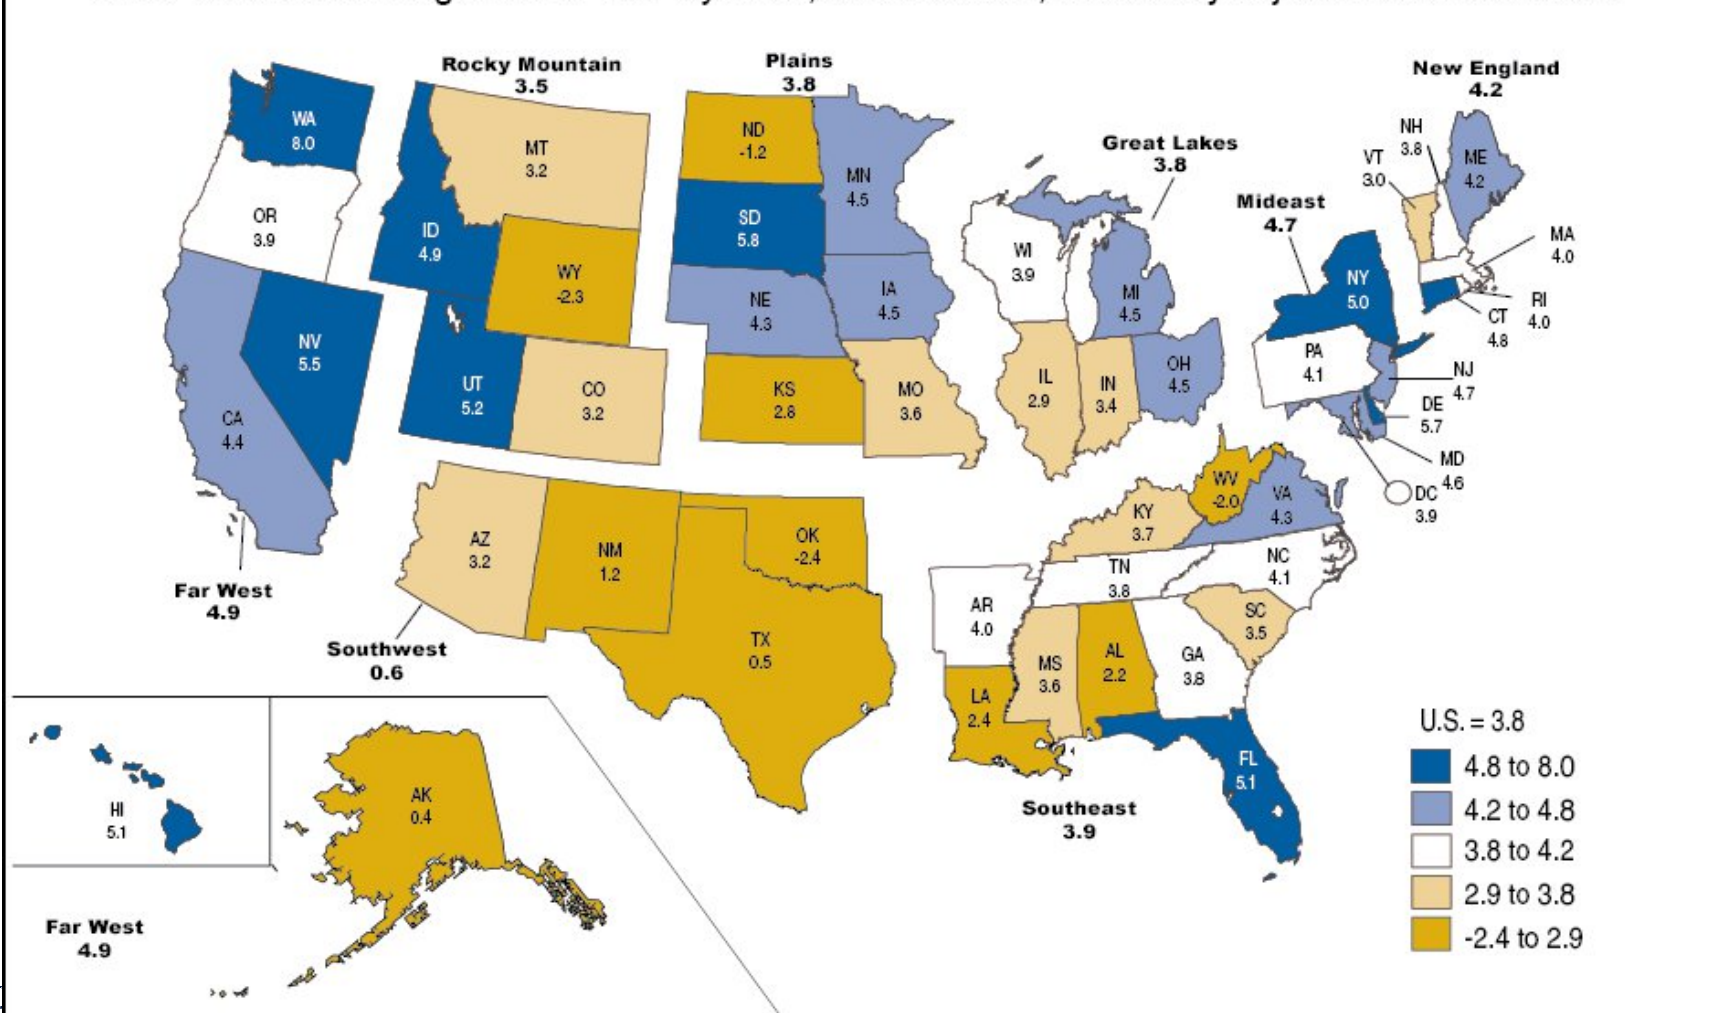 Rocky Mountain
3.5
Plains
3.8
New England
4.2
Great Lakes
3.8
Mideast
4.7
WA
8.0
OR
3.9
CA
4.4
NV
5.5
ID
4.9
MT
3.2
WY
-2.3
UT
5.2
CO
3.2
ND
-1.2
SD
5.8
NE
4.3
KS
2.8
MN
4.5
IA
4.5
MO
3.6
WI
3.9
MI
4.5
IL
2.9
IN
3.4
OH
4.5
NH
3.8
VT
3.0
ME
4.2
MA
4.0
RI
4.0
CT
4.8
NY
5.0
PA
4.1
NJ
4.7
DE
5.7
MD
4.6
DC
3.9
Far West
4.9
Southwest
0.6
AZ
3.2
NM
1.2
OK
-2.4
TX
0.5
WV
-2.0
VA
4.3
KY
3.7
TN
3.8
NC
4.1
SC
3.5
AR
4.0
LA
2.4
MS
3.6
AL
2.2
GA
3.8
FL
5.1
Southeast
3.9
HI
5.1
AK
0.4
Far West
4.9
U.S. = 3.8
4.8 to 8.0
4.2 to 4.8
3.8 to 4.2
2.9 to 3.8
-2.4 to 2.9